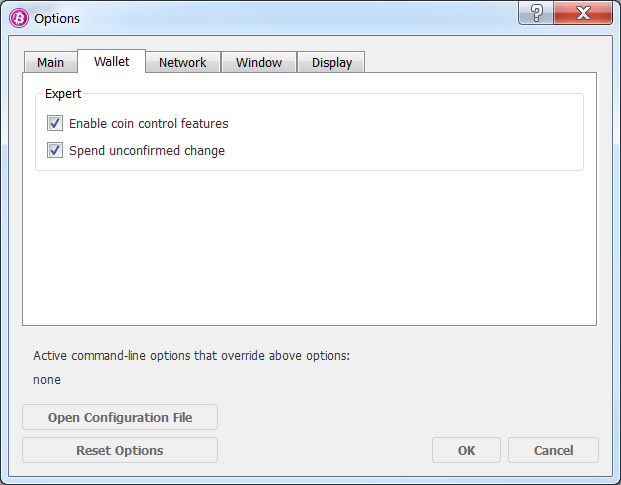 Options
Main Wallet Network Window Display
Expert
Enable coin control features
Spend unconfirmed change
Active command-line options that override above options:
none
Open Configuration File
Reset Options OK Cancel